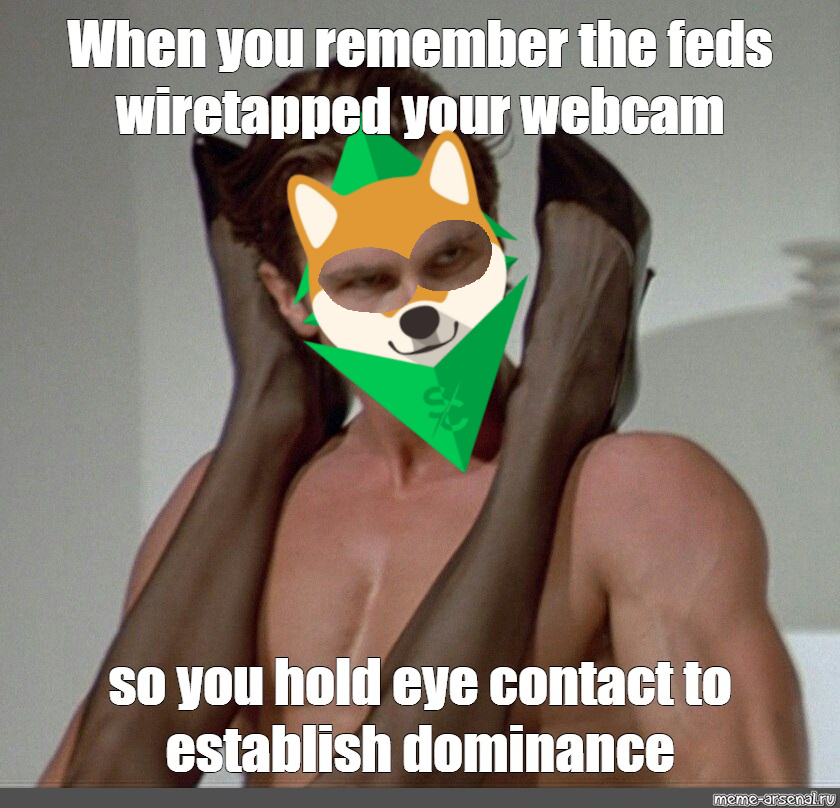 When you remember the feds
wiretapped your webcam
so you hold eye contact to
establish dominance
meme-arsenal.ru